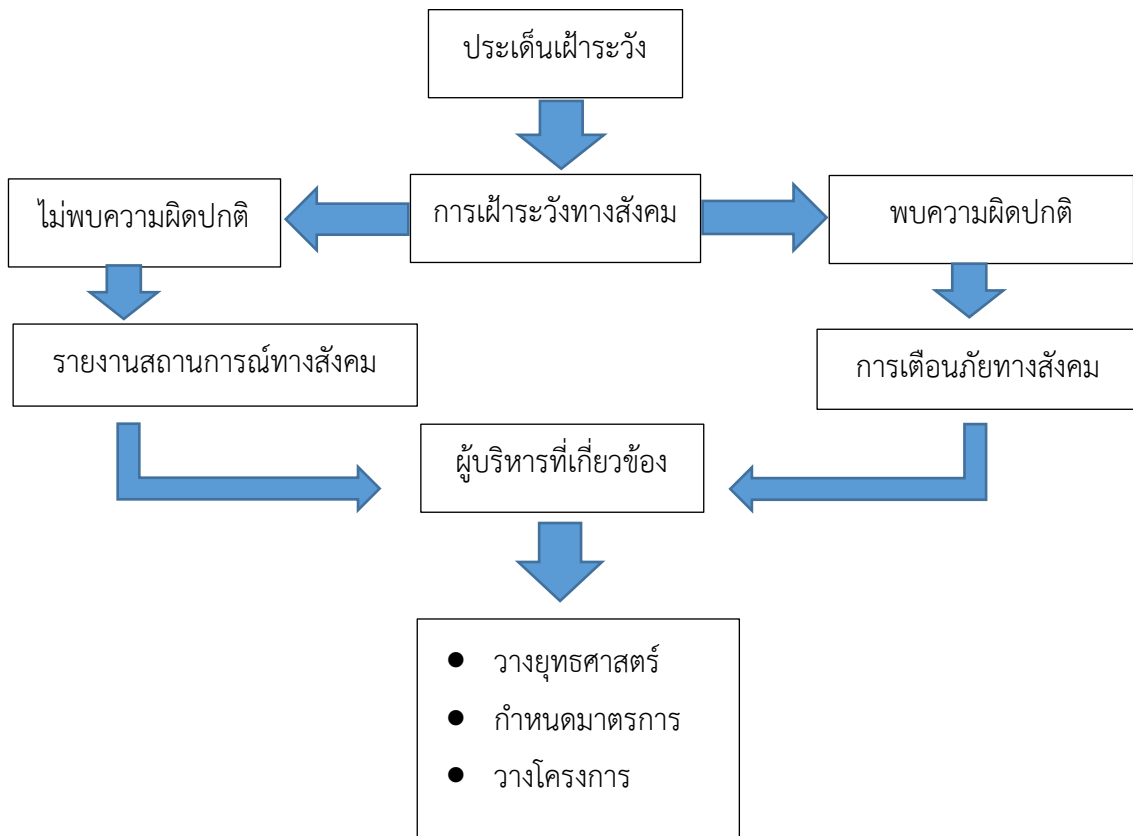 ประเด็นเฝ้าระวัง
ไม่พบความผิดปกติ
การเฝ้าระวังทางสังคม
พบความผิดปกติ
รายงานสถานการณ์ทางสังคม
การเตือนภัยทางสังคม
ผู้บริหารที่เกี่ยวข้อง
● วางยุทธศาสตร์
● กำหนดมาตรการ
● วางโครงการ